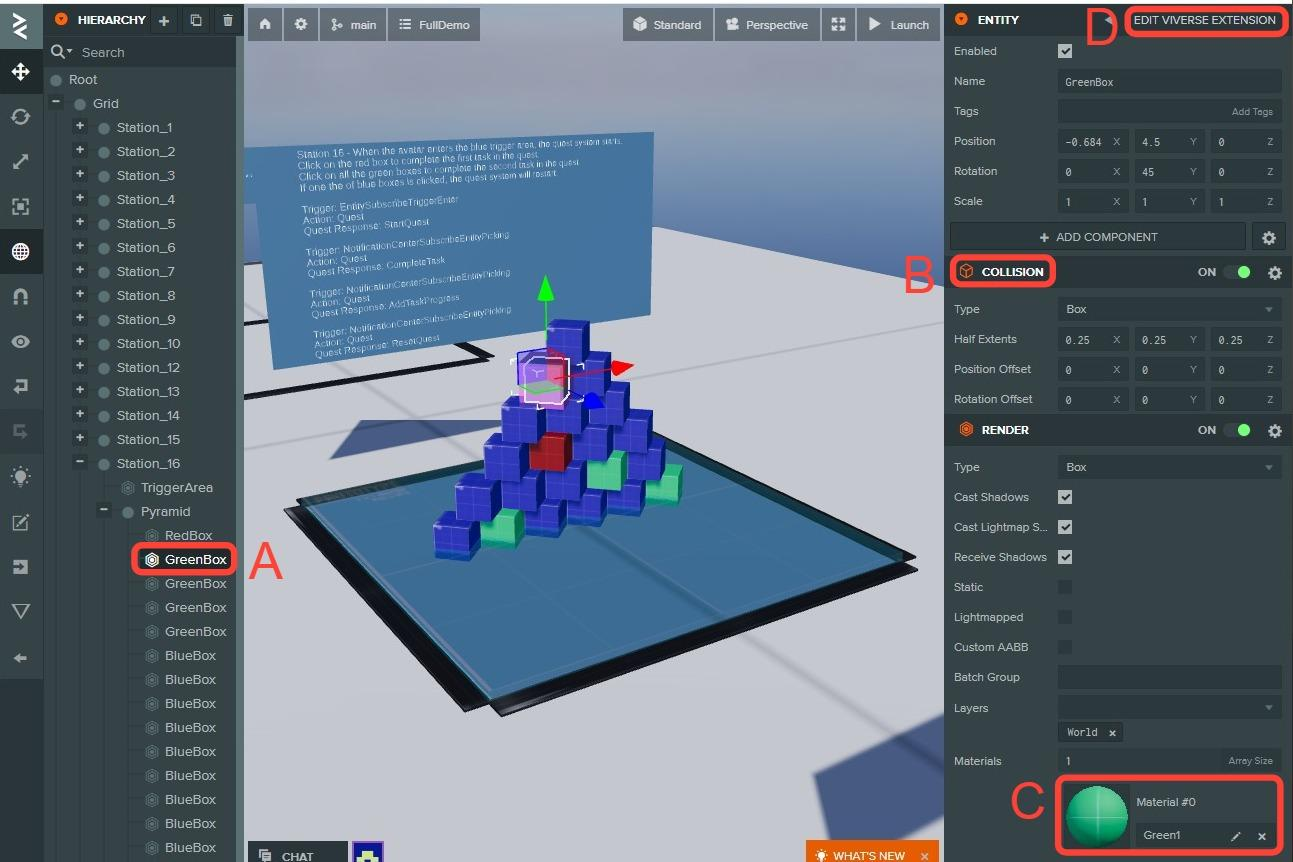 HIERARCHY
Search
Root
Grid
Station_1
Station_2
Station_3
Station_4
Station_5
Station_6
Station_7
Station_8
Station_9
Station_10
Station_12
Station_13
Station_14
Station_15
Station_16
TriggerArea
Pyramid
RedBox
GreenBox
GreenBox
GreenBox
GreenBox
BlueBox
BlueBox
BlueBox
BlueBox
BlueBox
BlueBox
BlueBox
BlueBox
BlueBox
A
main
FullDemo
Standard
Perspective
Launch
Station 16 - When the avatar enters the blue trigger area, the quest system starts.
Click on the red box to complete the first task in the quest.
Click on all the green boxes to complete the second task in the quest.
If one the of blue boxes is clicked, the quest system will restart.
Trigger: EntitySubscribeTriggerEnter
Action: Quest
Quest Response: StartQuest
Trigger: NotificationCenterSubscribeEntityPicking
Action: Quest
Quest Response: CompleteTask
Trigger: NotificationCenterSubscribeEntityPicking
Action: Quest
Quest Response: AddTaskProgress
Trigger: NotificationCenterSubscribeEntityPicking
Action: Quest
Quest Response: ResetQuest
CHAT
WHAT'S NEW ×
ENTITY
D
EDIT VIVERSE EXTENSION
Enabled
Name GreenBox
Tags Add Tags
Position -0.684 X 4.5 Y 0 Z
Rotation 0 X 45 Y 0 Z
Scale 1 X 1 Y 1 Z
+ ADD COMPONENT
B
COLLISION ON
Type Box
Half Extents 0.25 X 0.25 Y 0.25 Z
Position Offset 0 X 0 Y 0 Z
Rotation Offset 0 X 0 Y 0 Z
RENDER ON
Type Box
Cast Shadows
Cast Lightmap S...
Receive Shadows
Static
Lightmapped
Custom AABB
Batch Group
Layers
World ×
Materials 1 Array Size
C
Material #0
Green1 ×